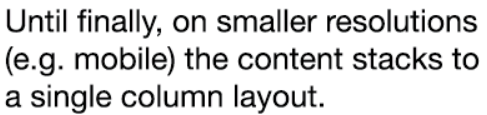 Until finally, on smaller resolutions
(e.g. mobile) the content stacks to
a single column layout.